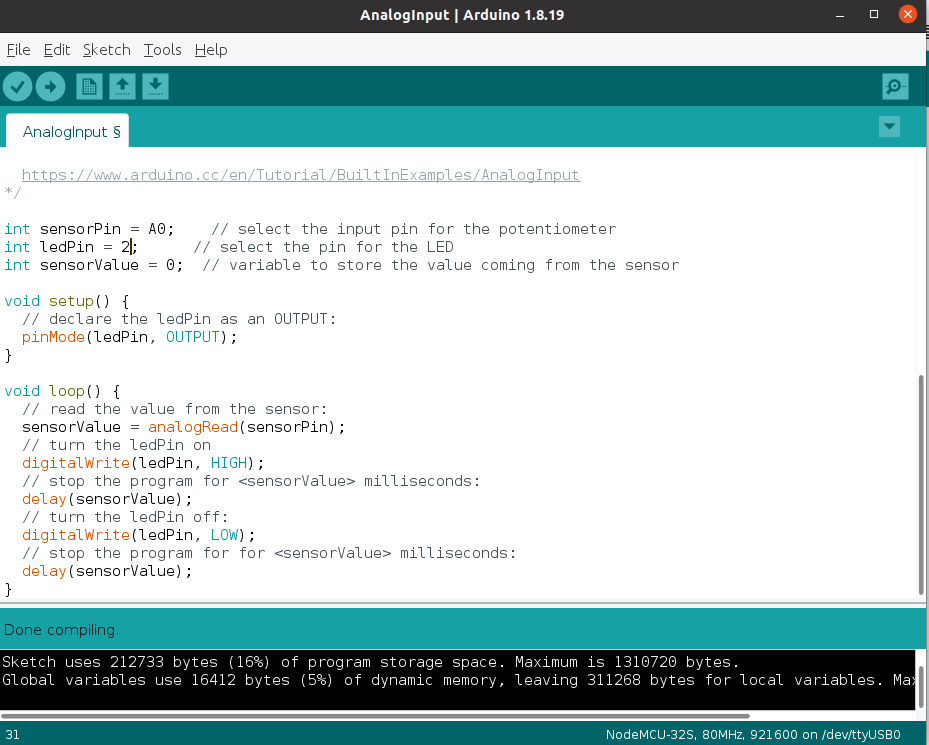 AnalogInput | Arduino 1.8.19
File Edit Sketch Tools Help
AnalogInput §
https://www.arduino.cc/en/Tutorial/BuiltInExamples/AnalogInput
*/
int sensorPin = A0;    // select the input pin for the potentiometer
int ledPin = 2;      // select the pin for the LED
int sensorValue = 0;  // variable to store the value coming from the sensor
void setup() {
  // declare the ledPin as an OUTPUT:
  pinMode(ledPin, OUTPUT);
}
void loop() {
  // read the value from the sensor:
  sensorValue = analogRead(sensorPin);
  // turn the ledPin on
  digitalWrite(ledPin, HIGH);
  // stop the program for <sensorValue> milliseconds:
  delay(sensorValue);
  // turn the ledPin off:
  digitalWrite(ledPin, LOW);
  // stop the program for for <sensorValue> milliseconds:
  delay(sensorValue);
}
Done compiling.
Sketch uses 212733 bytes (16%) of program storage space. Maximum is 1310720 bytes.
Global variables use 16412 bytes (5%) of dynamic memory, leaving 311268 bytes for local variables. Max
31 NodeMCU-32S, 80MHz, 921600 on /dev/ttyUSB0